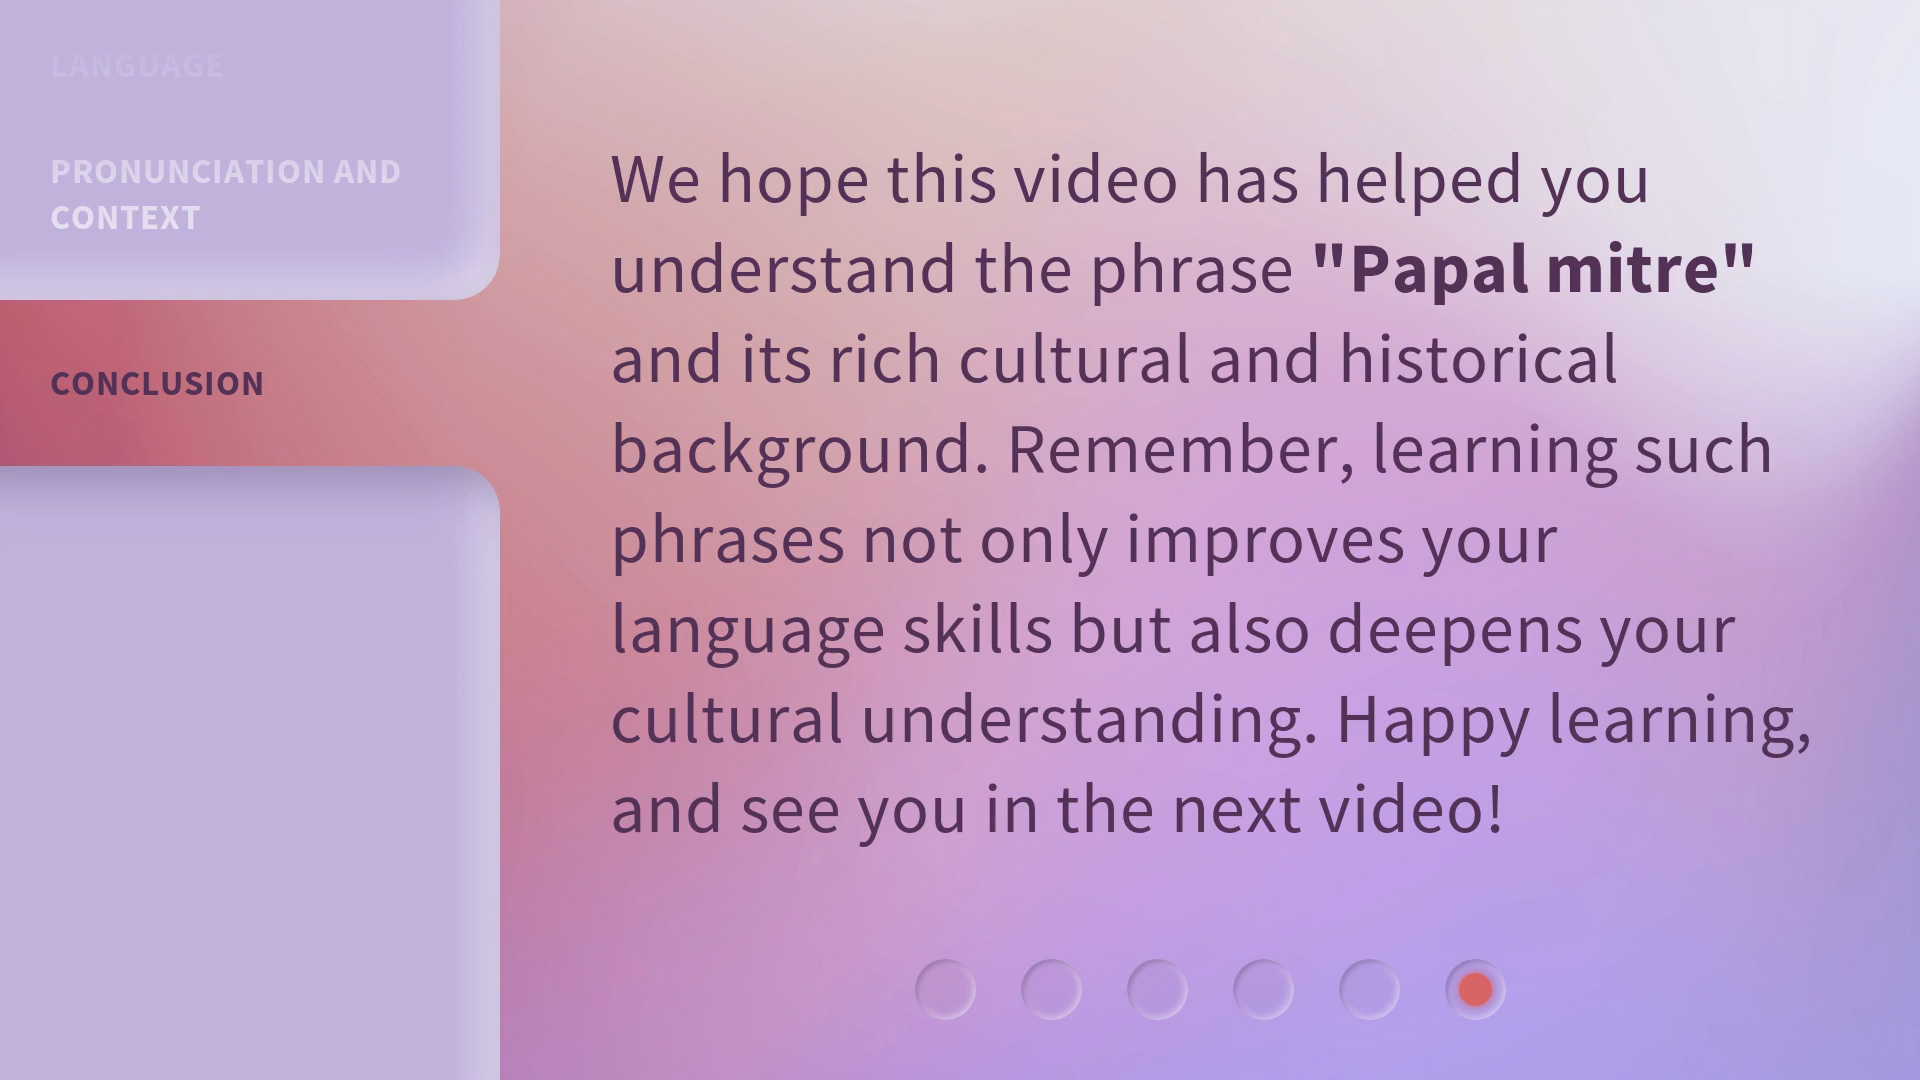 LANGUAGE
PRONUNCIATION AND
CONTEXT
CONCLUSION
We hope this video has helped you
understand the phrase "Papal mitre"
and its rich cultural and historical
background. Remember, learning such
phrases not only improves your
language skills but also deepens your
cultural understanding. Happy learning,
and see you in the next video!